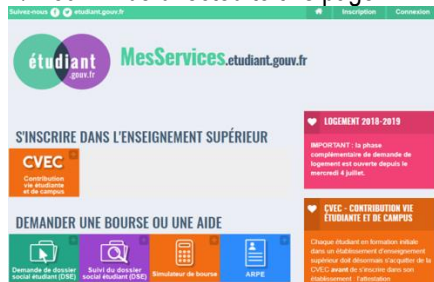 Suivez-nous etudiant.gouv.fr
Inscription Connexion
étudiant
.gouv.fr
MesServices.etudiant.gouv.fr
S'INSCRIRE DANS L'ENSEIGNEMENT SUPÉRIEUR
CVEC
Contribution
vie étudiante
et de campus
DEMANDER UNE BOURSE OU UNE AIDE
Demande de dossier
social étudiant (DSE)
Suivi du dossier
social étudiant (DSE)
Simulateur de bourse
ARPE
LOGEMENT 2018-2019
IMPORTANT : la phase
complémentaire de demande de
logement est ouverte depuis le
mercredi 4 juillet.
CVEC - CONTRIBUTION VIE
ÉTUDIANTE ET DE CAMPUS
Chaque étudiant en formation initiale
dans un établissement d'enseignement
supérieur doit désormais s'acquitter de la
CVEC avant de s'inscrire dans son
établissement : l'attestation